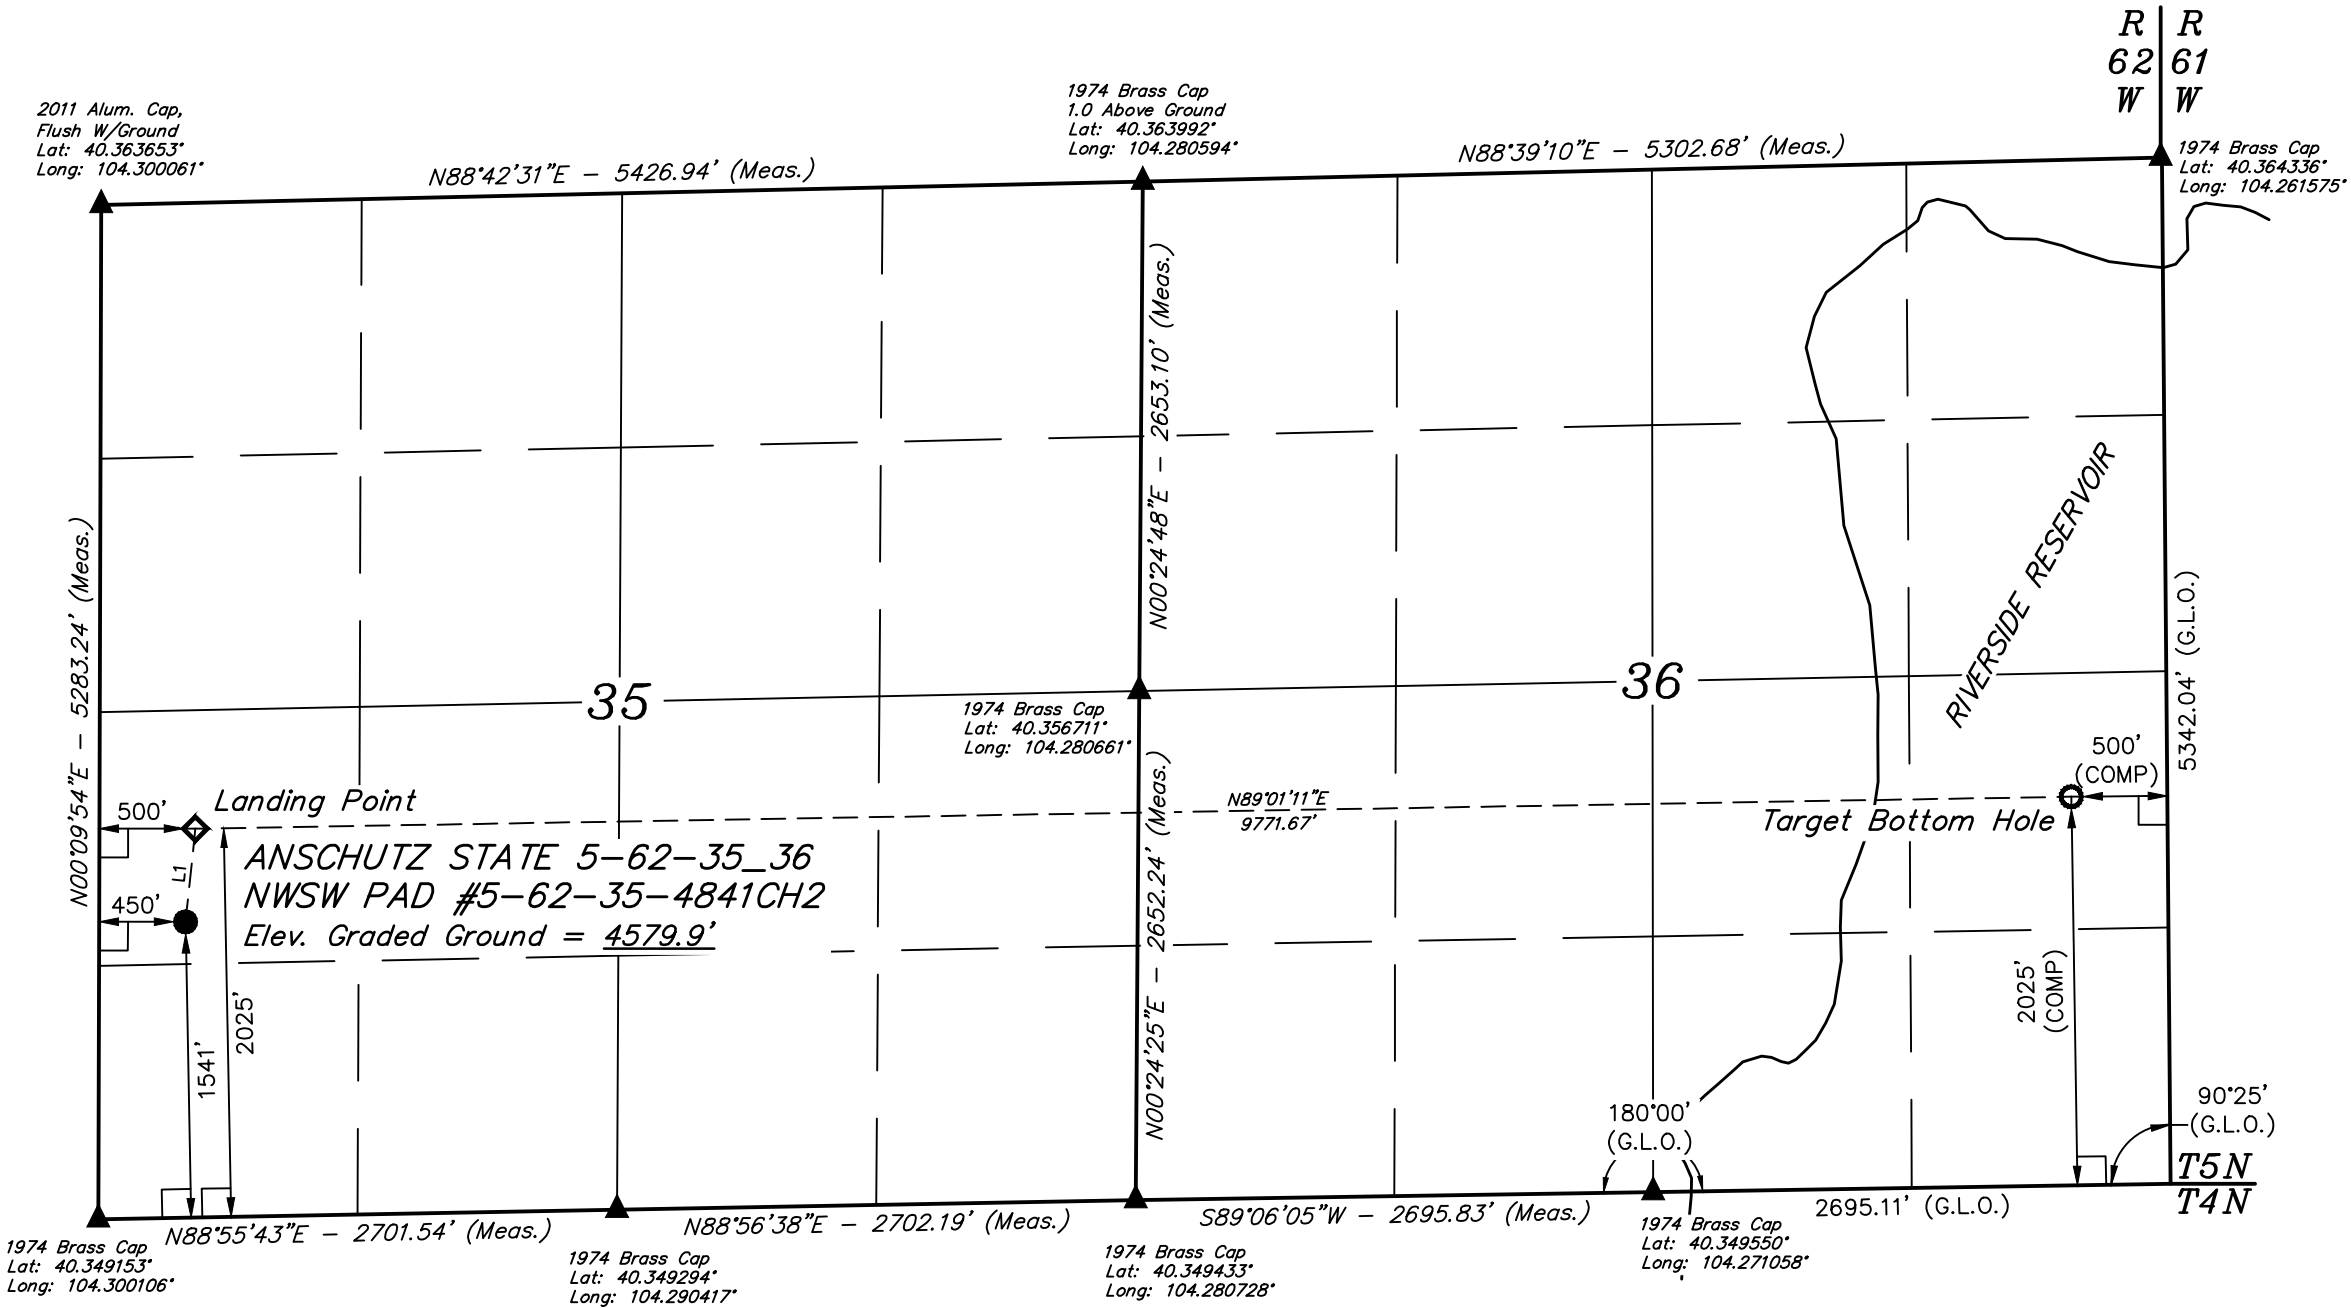 R R
62 61
W W
2011 Alum. Cap,
Flush W/Ground
Lat: 40.363653°
Long: 104.300061°
N88°42'31"E - 5426.94' (Meas.)
1974 Brass Cap
1.0 Above Ground
Lat: 40.363992°
Long: 104.280594°
N88°39'10"E - 5302.68' (Meas.)
1974 Brass Cap
Lat: 40.364336°
Long: 104.261575°
N00°09'54"E - 5283.24' (Meas.)
N00°24'48"E - 2653.10' (Meas.)
RIVERSIDE RESERVOIR
5342.04' (G.L.O.)
35
36
1974 Brass Cap
Lat: 40.356711°
Long: 104.280661°
500'
Landing Point
N89°01'11"E
9771.67'
500'
(COMP)
Target Bottom Hole
L1
450'
ANSCHUTZ STATE 5-62-35_36
NWSW PAD #5-62-35-4841CH2
Elev. Graded Ground = 4579.9'
1541'
2025'
N00°24'25"E - 2652.24' (Meas.)
2025'
(COMP)
180°00'
(G.L.O.)
90°25'
(G.L.O.)
T5N
T4N
N88°55'43"E - 2701.54' (Meas.)
N88°56'38"E - 2702.19' (Meas.)
S89°06'05"W - 2695.83' (Meas.)
2695.11' (G.L.O.)
1974 Brass Cap
Lat: 40.349153°
Long: 104.300106°
1974 Brass Cap
Lat: 40.349294°
Long: 104.290417°
1974 Brass Cap
Lat: 40.349433°
Long: 104.280728°
1974 Brass Cap
Lat: 40.349550°
Long: 104.271058°